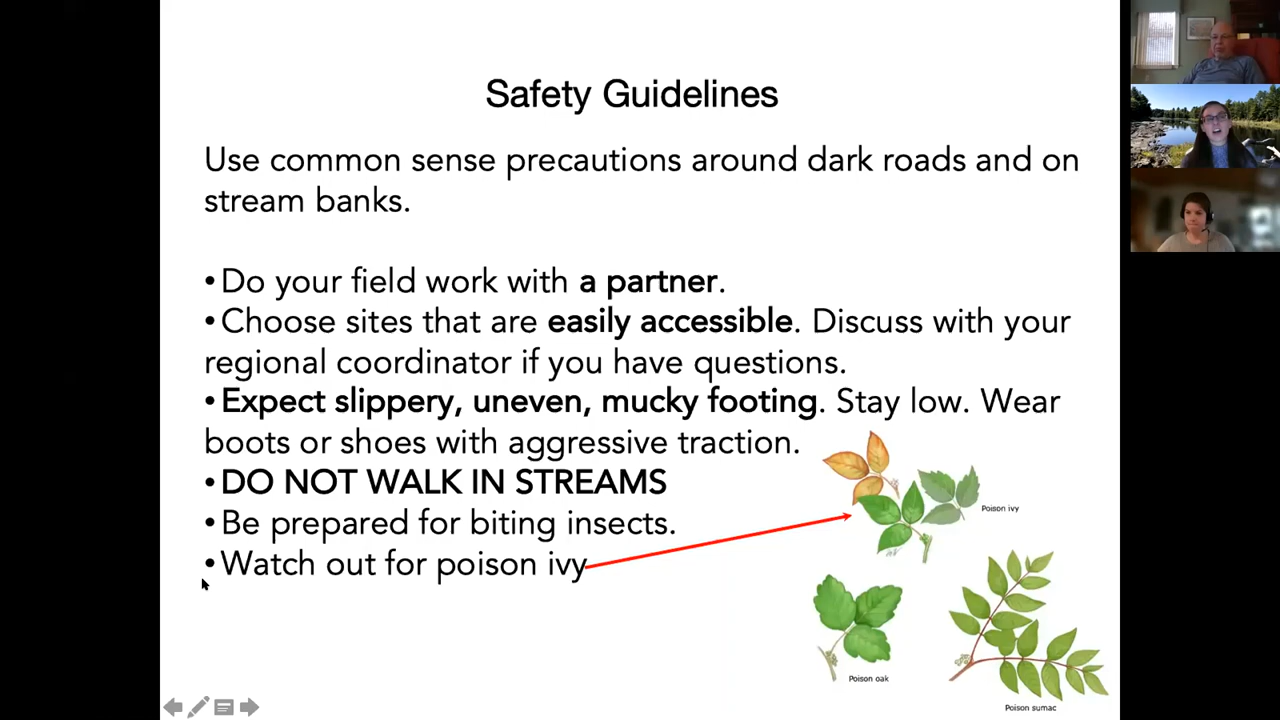 Safety Guidelines
Use common sense precautions around dark roads and on
stream banks.
•Do your field work with a partner.
•Choose sites that are easily accessible. Discuss with your
regional coordinator if you have questions.
•Expect slippery, uneven, mucky footing. Stay low. Wear
boots or shoes with aggressive traction.
•DO NOT WALK IN STREAMS
•Be prepared for biting insects.
•Watch out for poison ivy
Poison ivy
Poison oak
Poison sumac